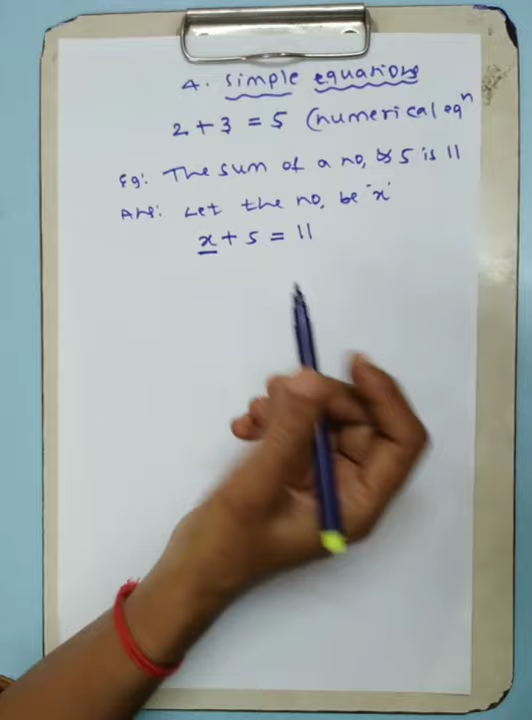 4. simple equations
2 + 3 = 5 (numerical eqⁿ
Eg: The sum of a no, & 5 is 11
Ans: Let the no, be 'x'
x + 5 = 11